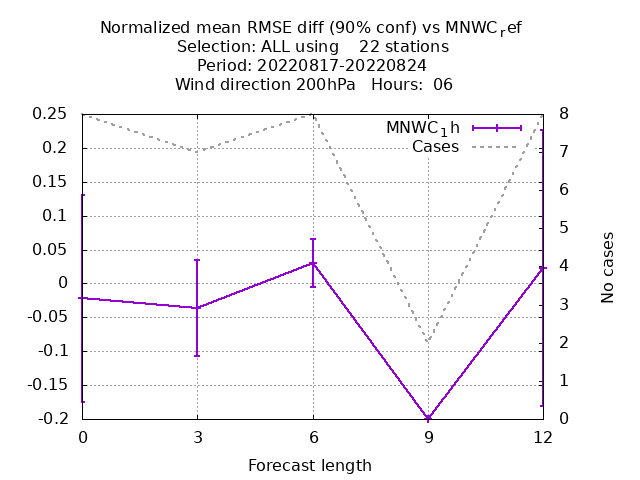 Normalized mean RMSE diff (90% conf) vs MNWC_ref
Selection: ALL using    22 stations
Period: 20220817-20220824
Wind direction 200hPa   Hours:  06
MNWC_1h
Cases
0.25
0.2
0.15
0.1
0.05
0
-0.05
-0.1
-0.15
-0.2
8
7
6
5
4
3
2
1
0
No cases
0 3 6 9 12
Forecast length